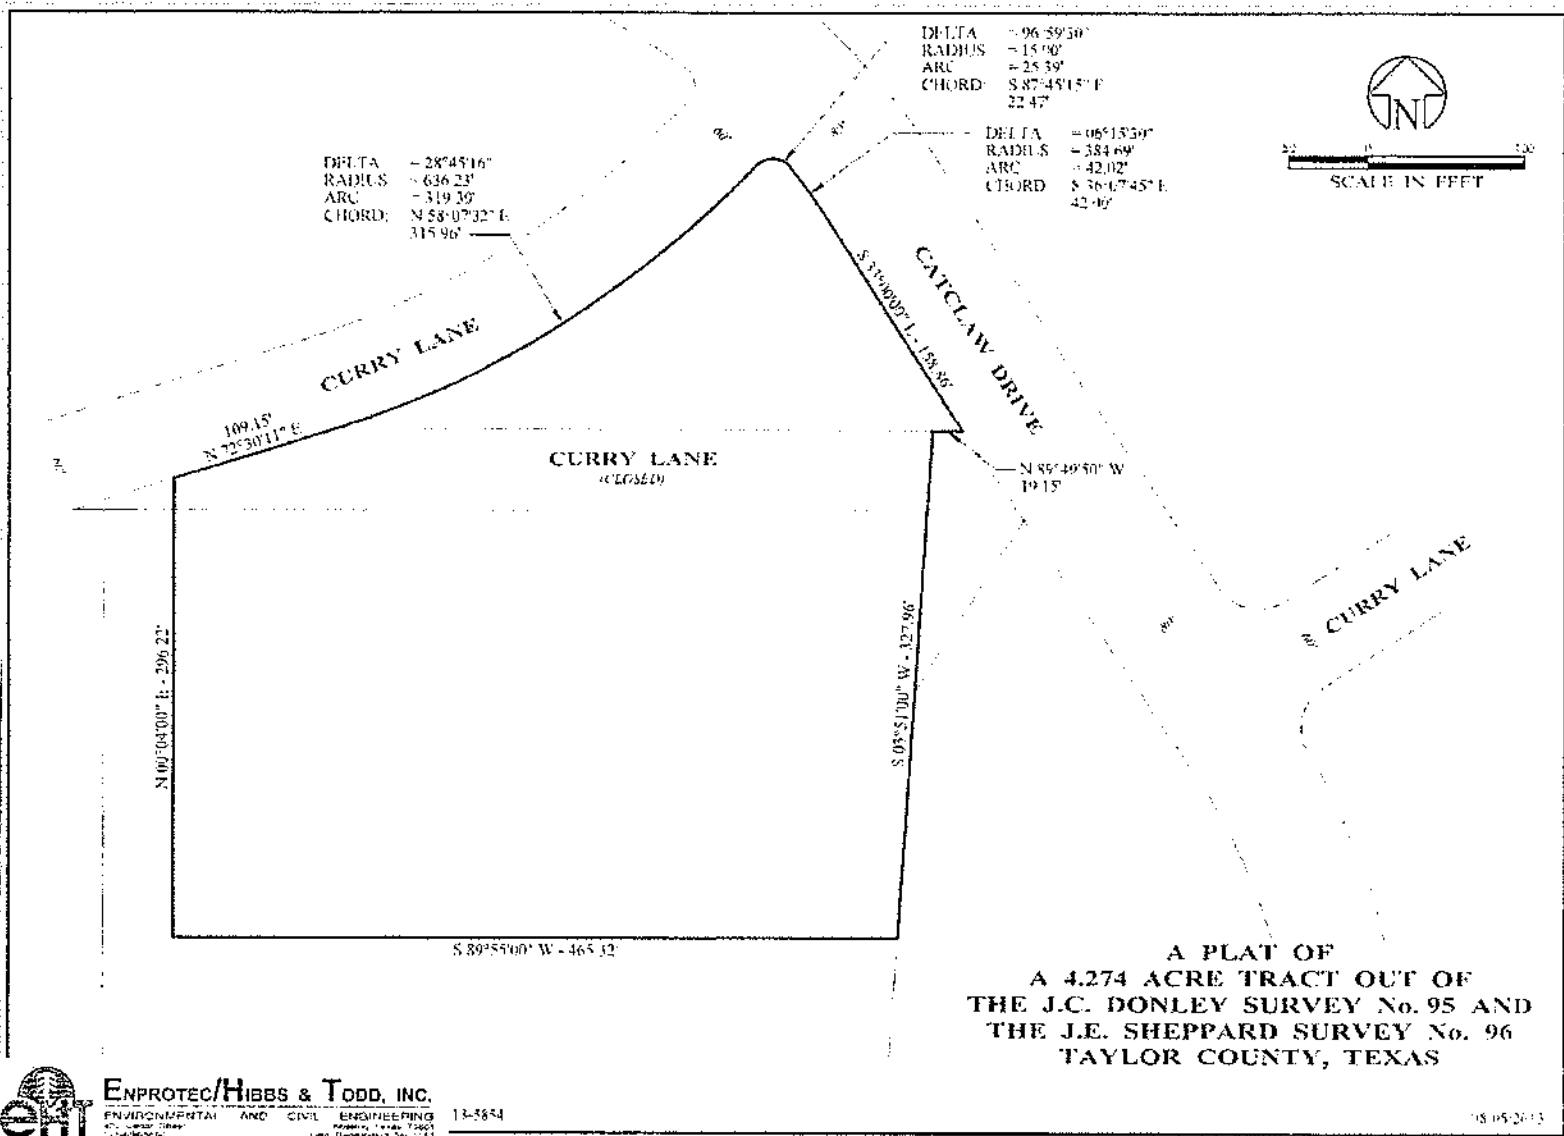 DELTA = 96°59'30"
RADIUS = 15.00'
ARC = 25.39'
CHORD: S 87°45'15" E
22.47'
DELTA = 06°15'30"
RADIUS = 384.69'
ARC = 42.02'
CHORD S 36°07'45" E
42.00'
DELTA = 28°45'16"
RADIUS = 636.23'
ARC = 319.30'
CHORD: N 58°07'32" E
315.96'
N
SCALE IN FEET
CURRY LANE
109.15'
N 72°30'11" E
S 33°00'00" E - 158.86'
CATCLAW DRIVE
CURRY LANE
(CLOSED)
N 89°49'50" W
19.15'
CURRY LANE
80'
N 00°04'00" E - 296.22'
S 03°51'00" W - 327.96'
S 89°55'00" W - 465.32'
A PLAT OF
A 4.274 ACRE TRACT OUT OF
THE J.C. DONLEY SURVEY No. 95 AND
THE J.E. SHEPPARD SURVEY No. 96
TAYLOR COUNTY, TEXAS
eHT
ENPROTEC/HIBBS & TODD, INC.
ENVIRONMENTAL AND CIVIL ENGINEERING
13-5854